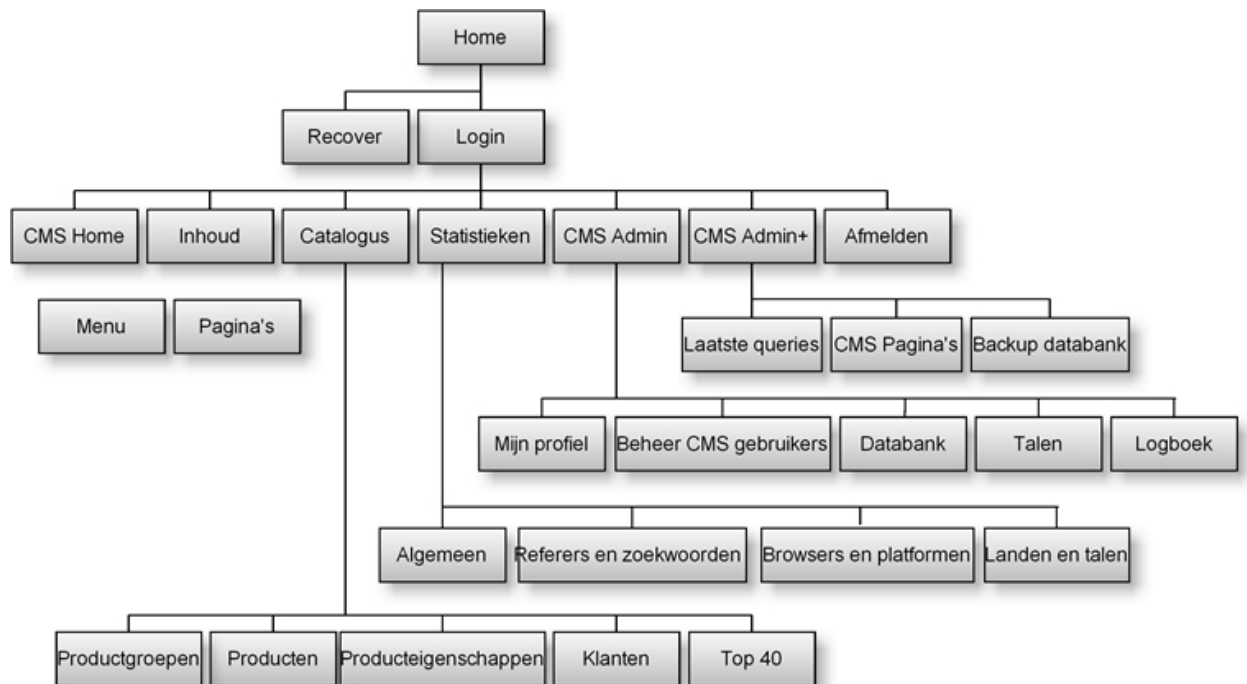 Home
Recover
Login
CMS Home
Inhoud
Catalogus
Statistieken
CMS Admin
CMS Admin+
Afmelden
Menu
Pagina's
Laatste queries
CMS Pagina's
Backup databank
Mijn profiel
Beheer CMS gebruikers
Databank
Talen
Logboek
Algemeen
Referers en zoekwoorden
Browsers en platformen
Landen en talen
Productgroepen
Producten
Producteigenschappen
Klanten
Top 40